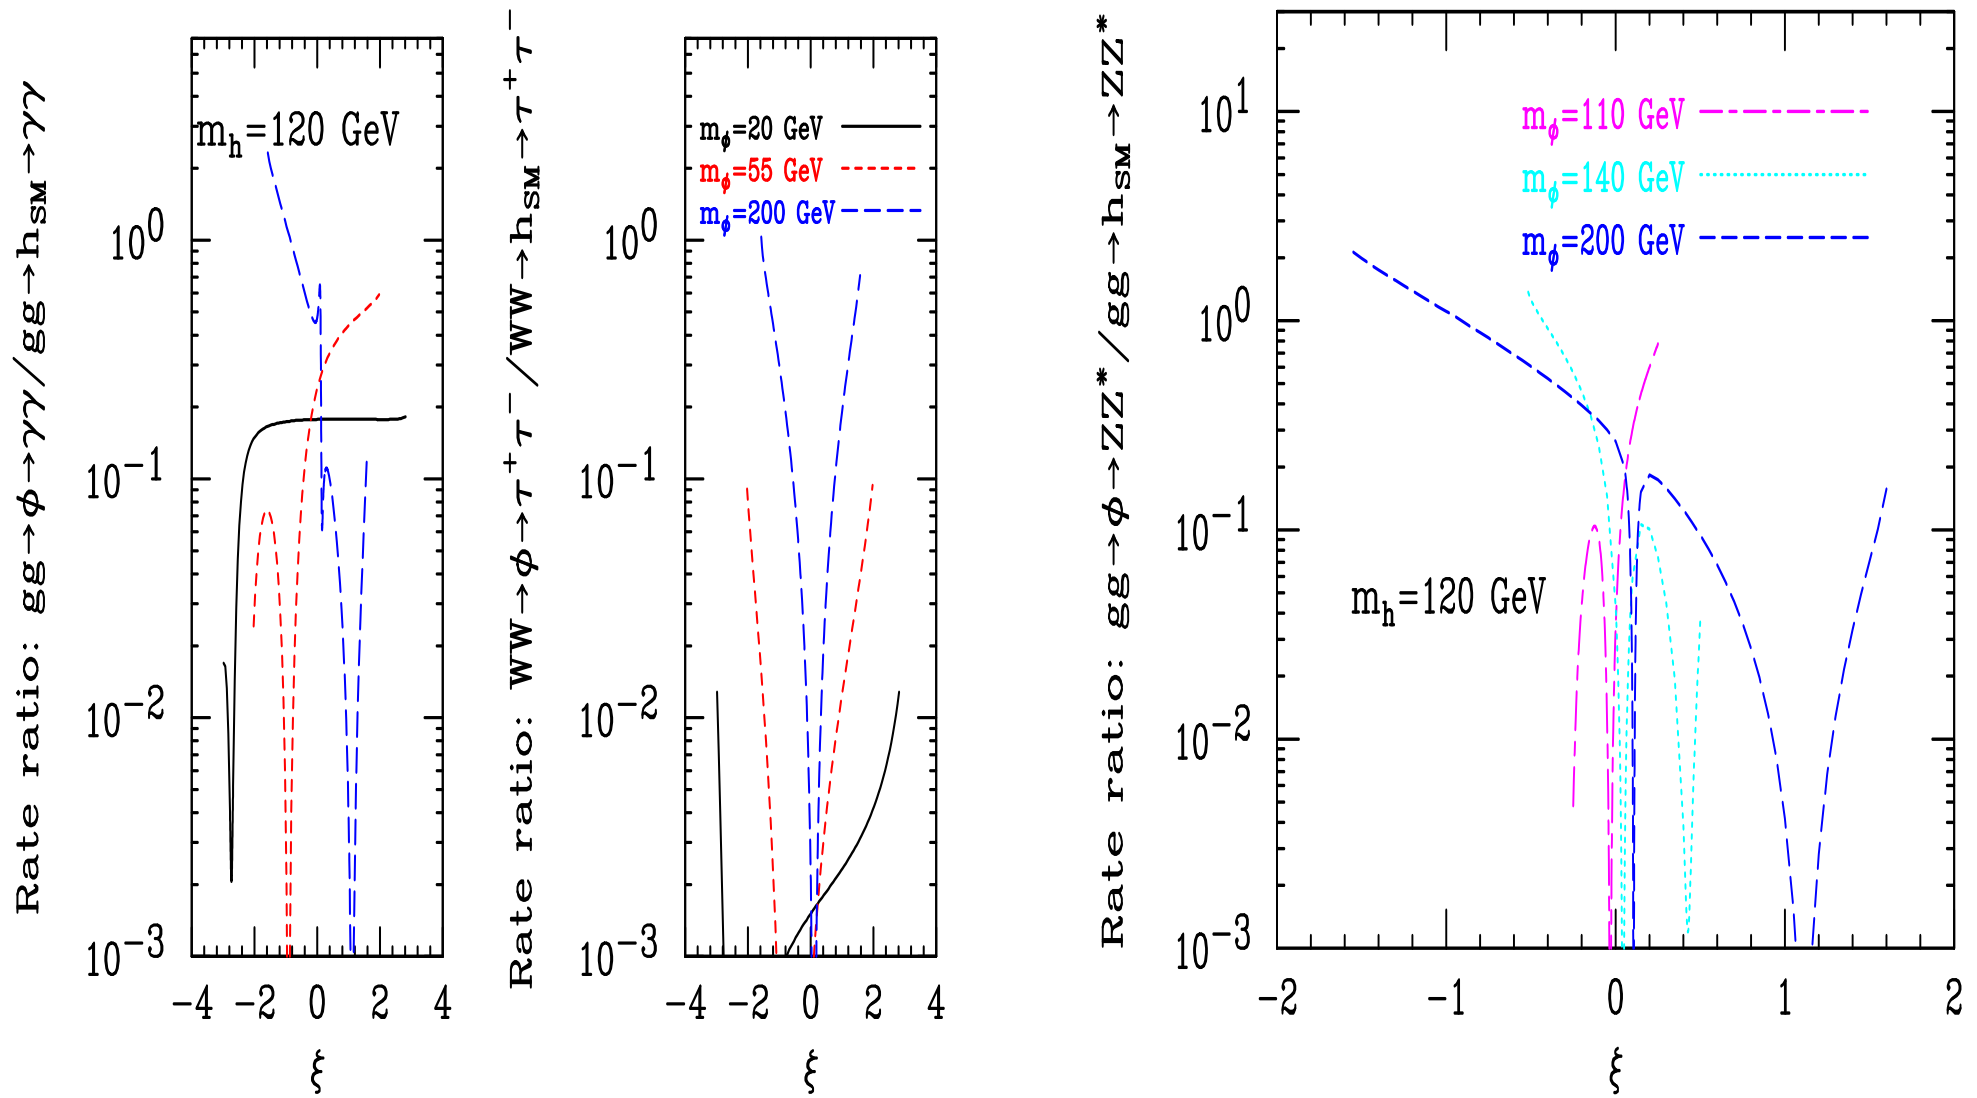 Rate ratio: gg→ϕ→γγ/gg→h_SM→γγ
m_h=120 GeV
10^0
10^-1
10^-2
10^-3
-4 -2 0 2 4
ξ
Rate ratio: WW→ϕ→τ^+τ^-/WW→h_SM→τ^+τ^-
m_ϕ=20 GeV
m_ϕ=55 GeV
m_ϕ=200 GeV
10^0
10^-1
10^-2
10^-3
-4 -2 0 2 4
ξ
Rate ratio: gg→ϕ→ZZ*/gg→h_SM→ZZ*
m_ϕ=110 GeV
m_ϕ=140 GeV
m_ϕ=200 GeV
m_h=120 GeV
10^1
10^0
10^-1
10^-2
10^-3
-2 -1 0 1 2
ξ